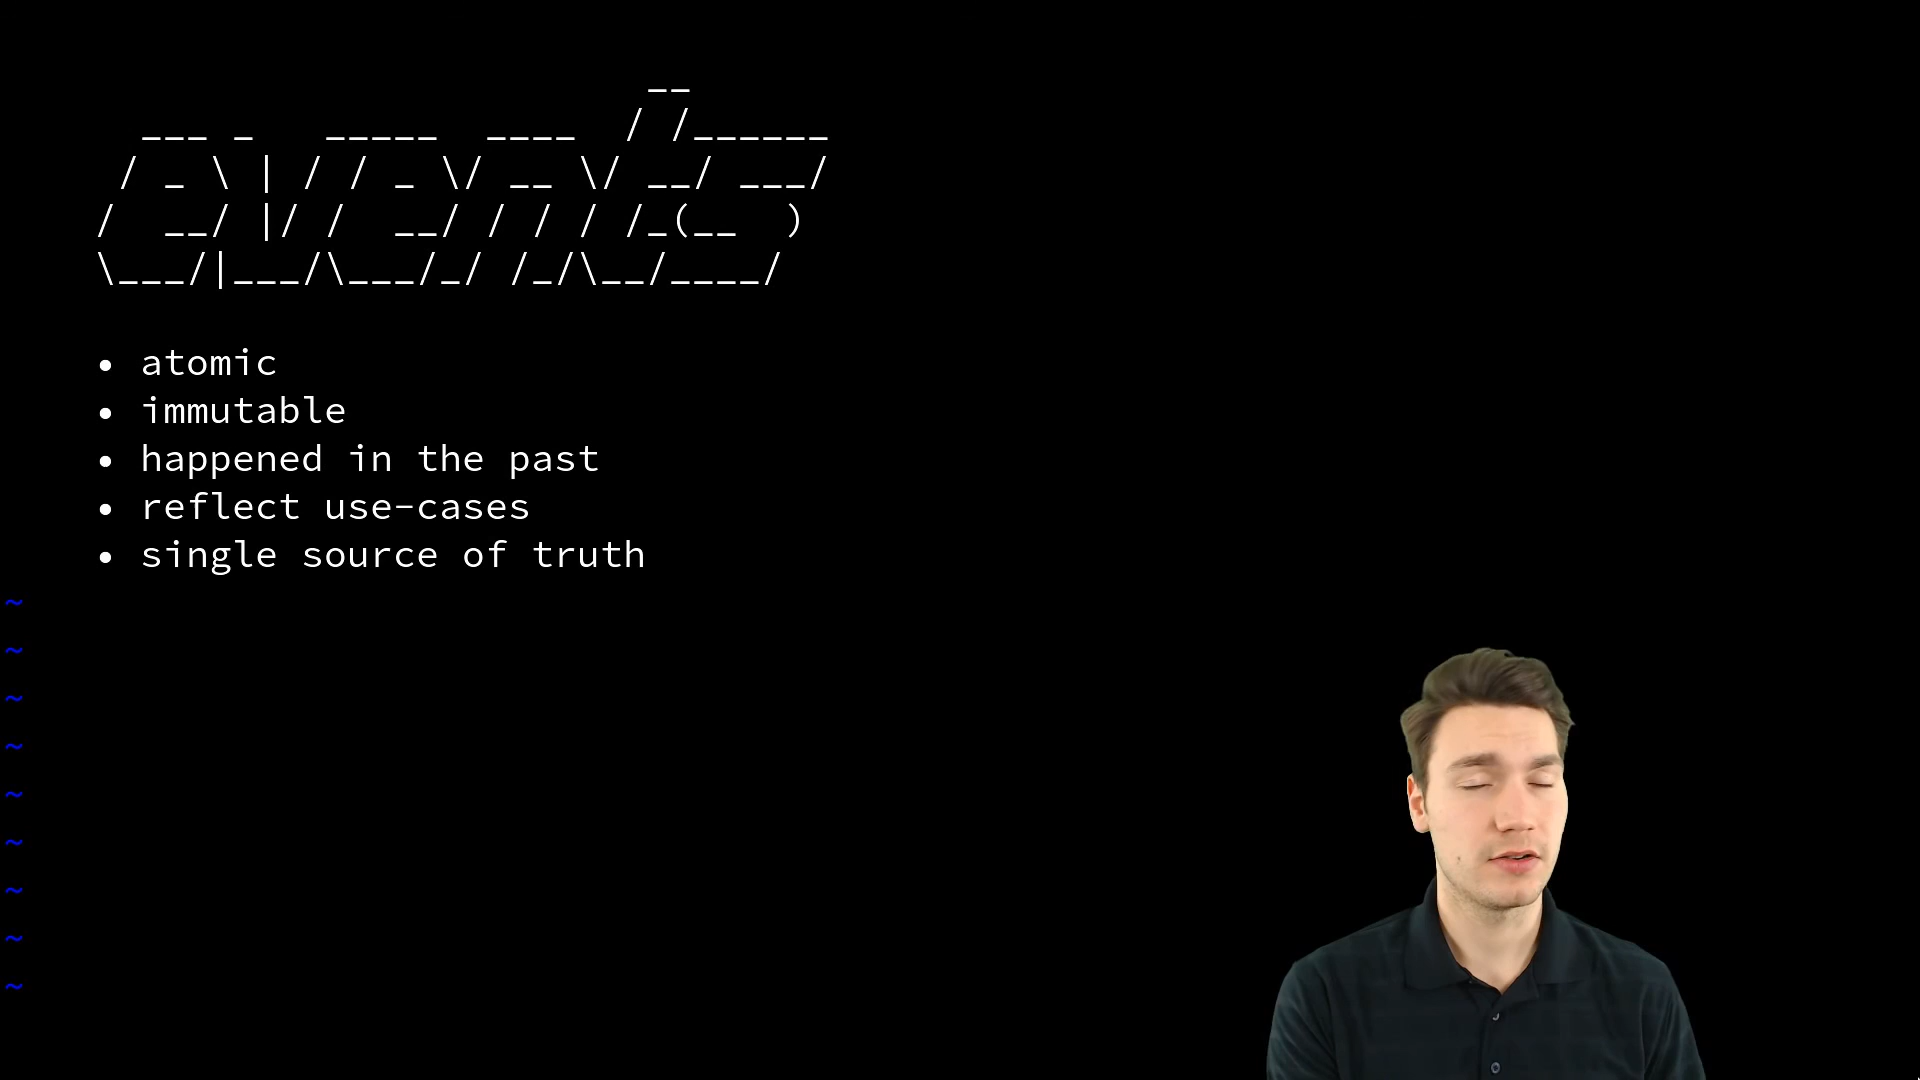 events
• atomic
• immutable
• happened in the past
• reflect use-cases
• single source of truth
~
~
~
~
~
~
~
~
~